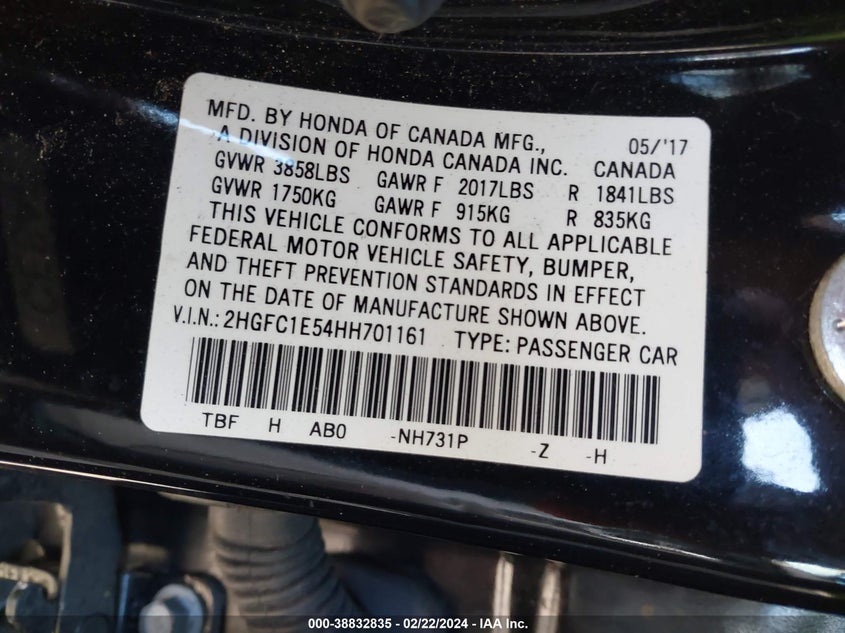 MFD. BY HONDA OF CANADA MFG., 05/'17
A DIVISION OF HONDA CANADA INC. CANADA
GVWR 3858LBS GAWR F 2017LBS R 1841LBS
GVWR 1750KG GAWR F 915KG R 835KG
THIS VEHICLE CONFORMS TO ALL APPLICABLE
FEDERAL MOTOR VEHICLE SAFETY, BUMPER,
AND THEFT PREVENTION STANDARDS IN EFFECT
ON THE DATE OF MANUFACTURE SHOWN ABOVE.
V.I.N.: 2HGFC1E54HH701161 TYPE: PASSENGER CAR
TBF H AB0 -NH731P -Z -H
000-38832835 - 02/22/2024 - IAA Inc.